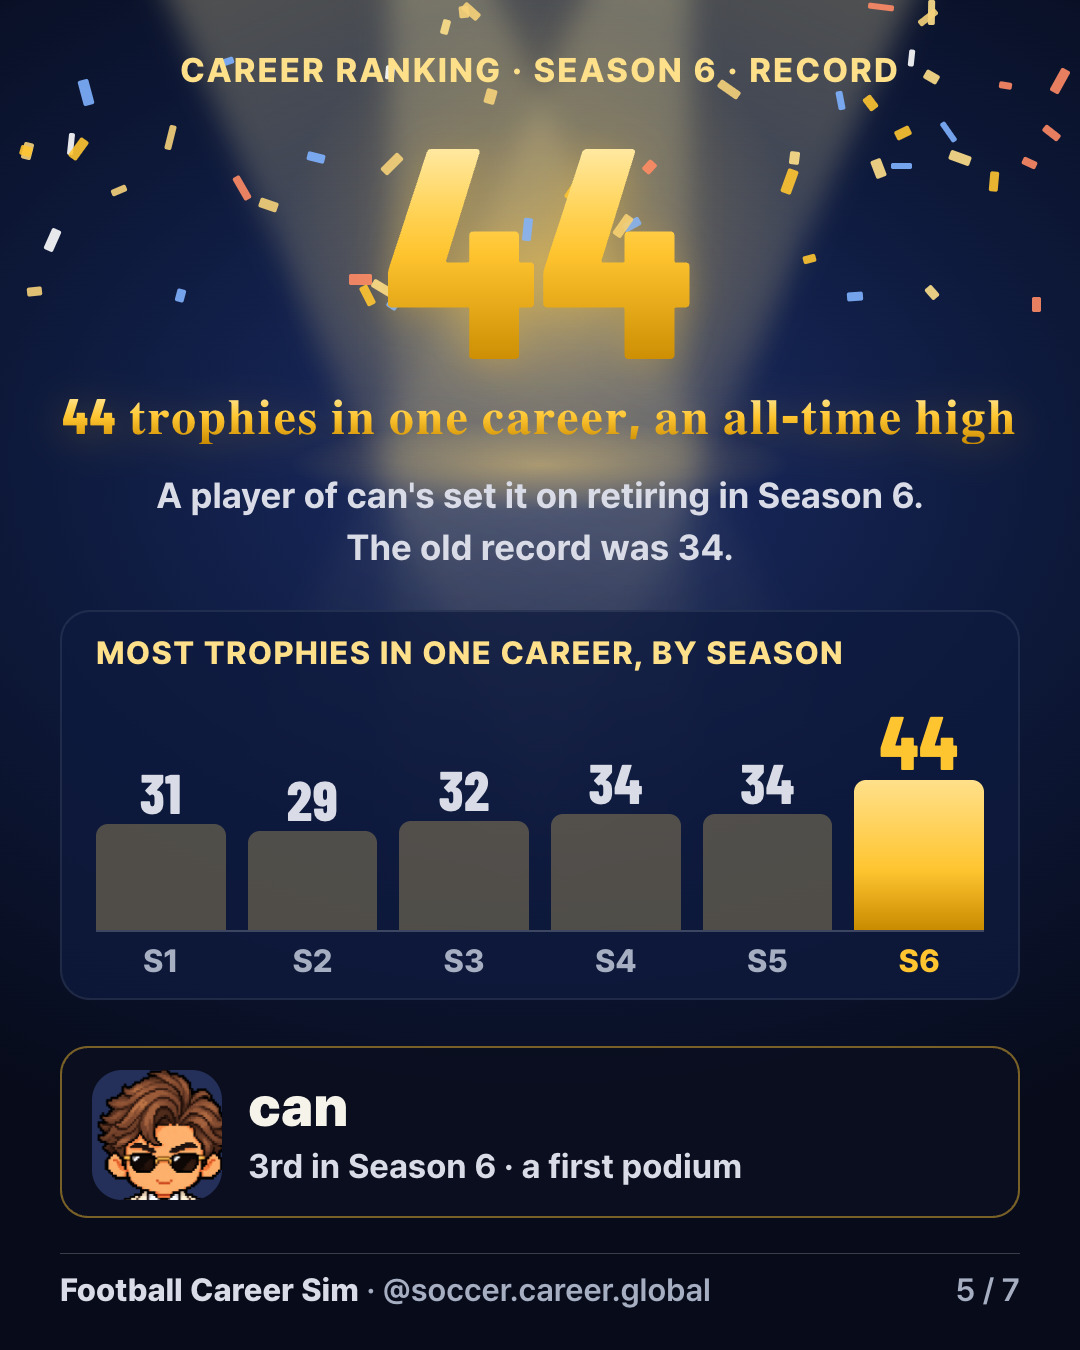 CAREER RANKING · SEASON 6 · RECORD
44
44 trophies in one career, an all-time high
A player of can's set it on retiring in Season 6.
The old record was 34.
MOST TROPHIES IN ONE CAREER, BY SEASON
31 29 32 34 34 44
S1 S2 S3 S4 S5 S6
can
3rd in Season 6 · a first podium
Football Career Sim · @soccer.career.global 5 / 7